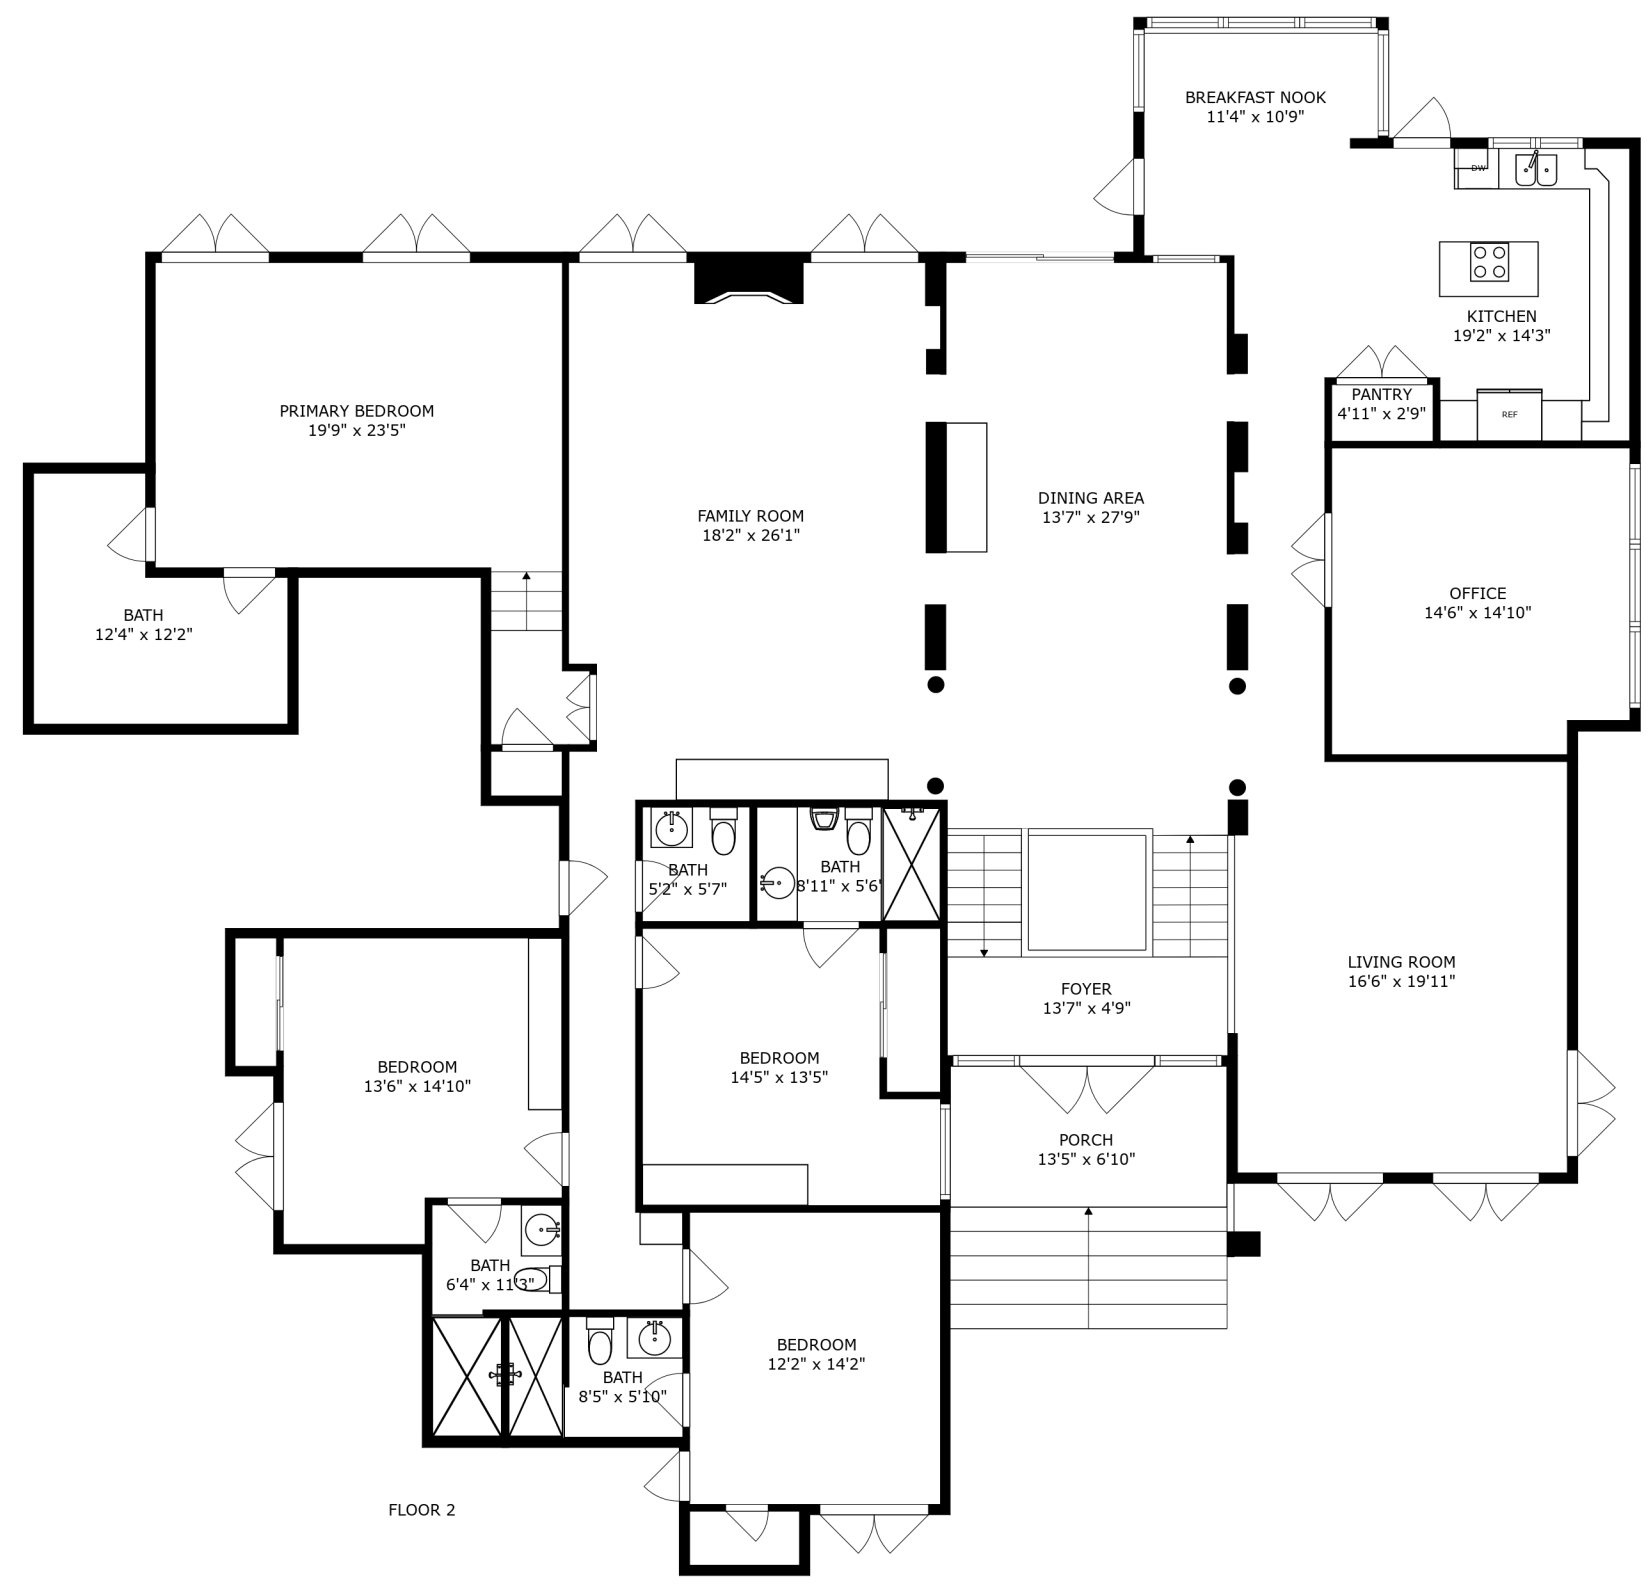 BREAKFAST NOOK
11'4" x 10'9"
DW
KITCHEN
19'2" x 14'3"
PANTRY
4'11" x 2'9"
REF
PRIMARY BEDROOM
19'9" x 23'5"
FAMILY ROOM
18'2" x 26'1"
DINING AREA
13'7" x 27'9"
OFFICE
14'6" x 14'10"
BATH
12'4" x 12'2"
BATH
5'2" x 5'7"
BATH
8'11" x 5'6"
LIVING ROOM
16'6" x 19'11"
FOYER
13'7" x 4'9"
BEDROOM
13'6" x 14'10"
BEDROOM
14'5" x 13'5"
PORCH
13'5" x 6'10"
BATH
6'4" x 11'3"
BEDROOM
12'2" x 14'2"
BATH
8'5" x 5'10"
FLOOR 2